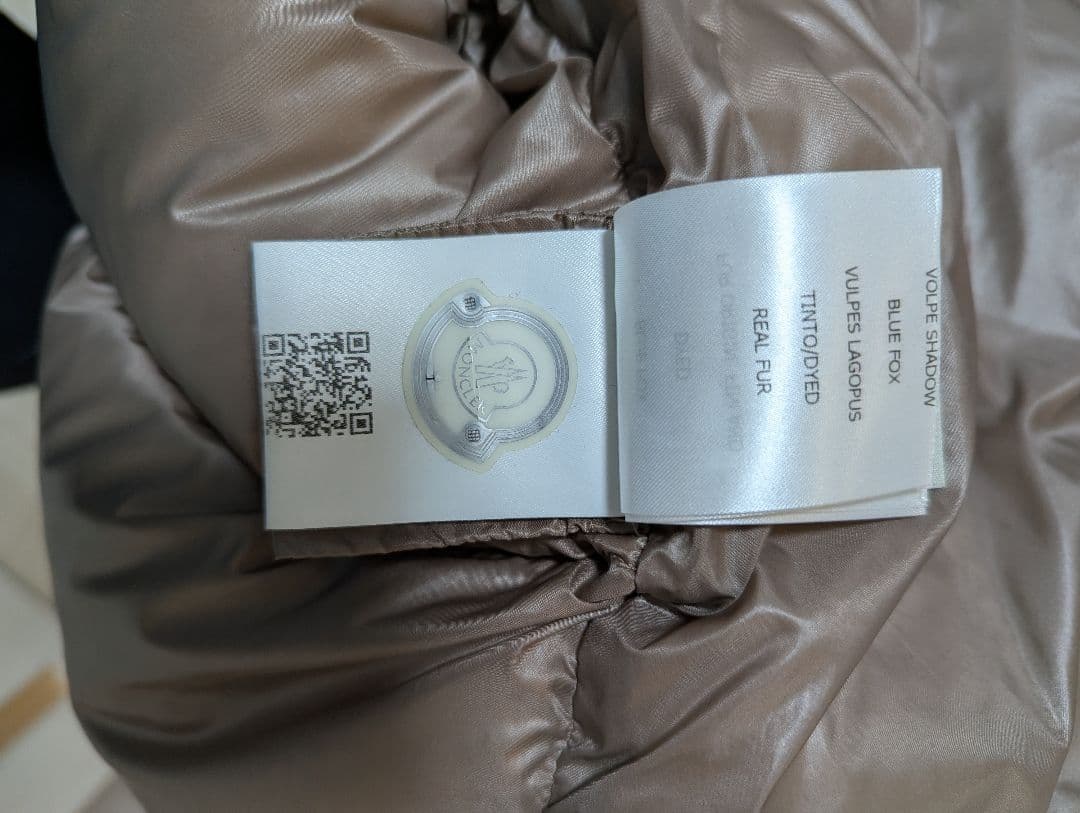 MONCLER
VOLPE SHADOW
BLUE FOX
VULPES LAGOPUS
TINTO/DYED
REAL FUR